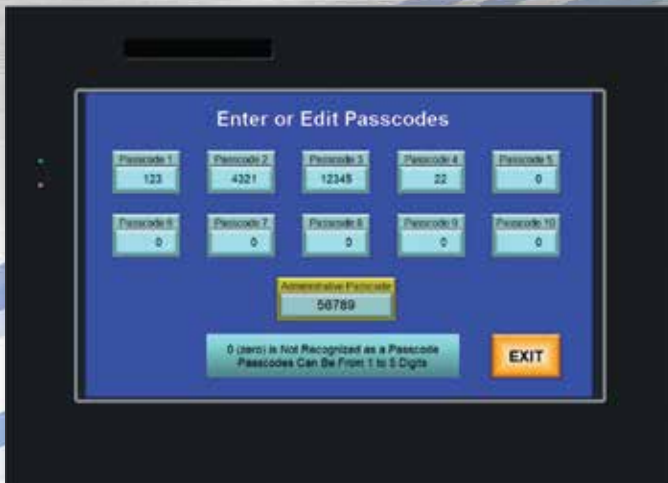 Enter or Edit Passcodes
Passcode 1 Passcode 2 Passcode 3 Passcode 4 Passcode 5
123 4321 12345 22 0
Passcode 6 Passcode 7 Passcode 8 Passcode 9 Passcode 10
0 0 0 0 0
Administrative Passcode
56789
0 (zero) is Not Recognized as a Passcode
Passcodes Can Be From 1 to 5 Digits
EXIT